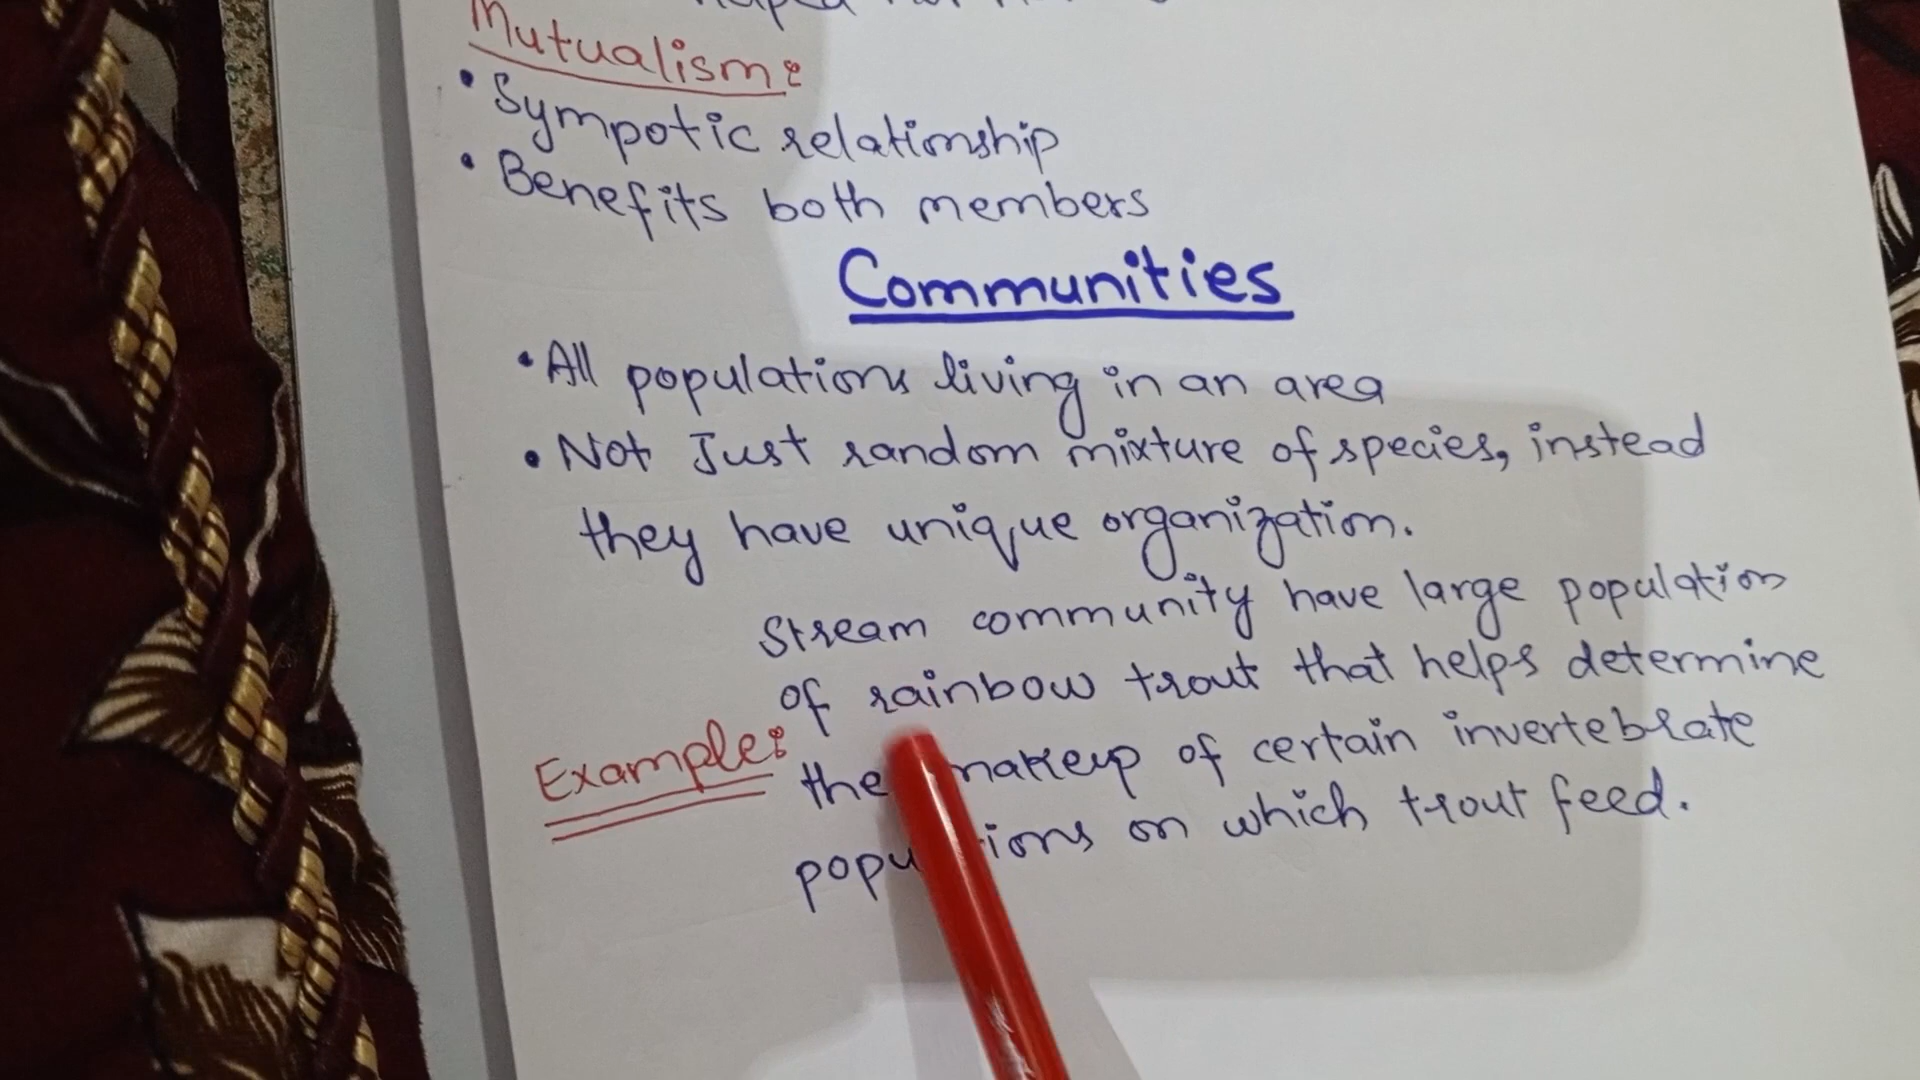 Mutualism:
• Sympotic relationship
• Benefits both members
Communities
• All populations living in an area
• Not Just random mixture of species, instead
they have unique organization.
Stream community have large population
of rainbow trout that helps determine
Example:
the makeup of certain invertebrate
on which trout feed.